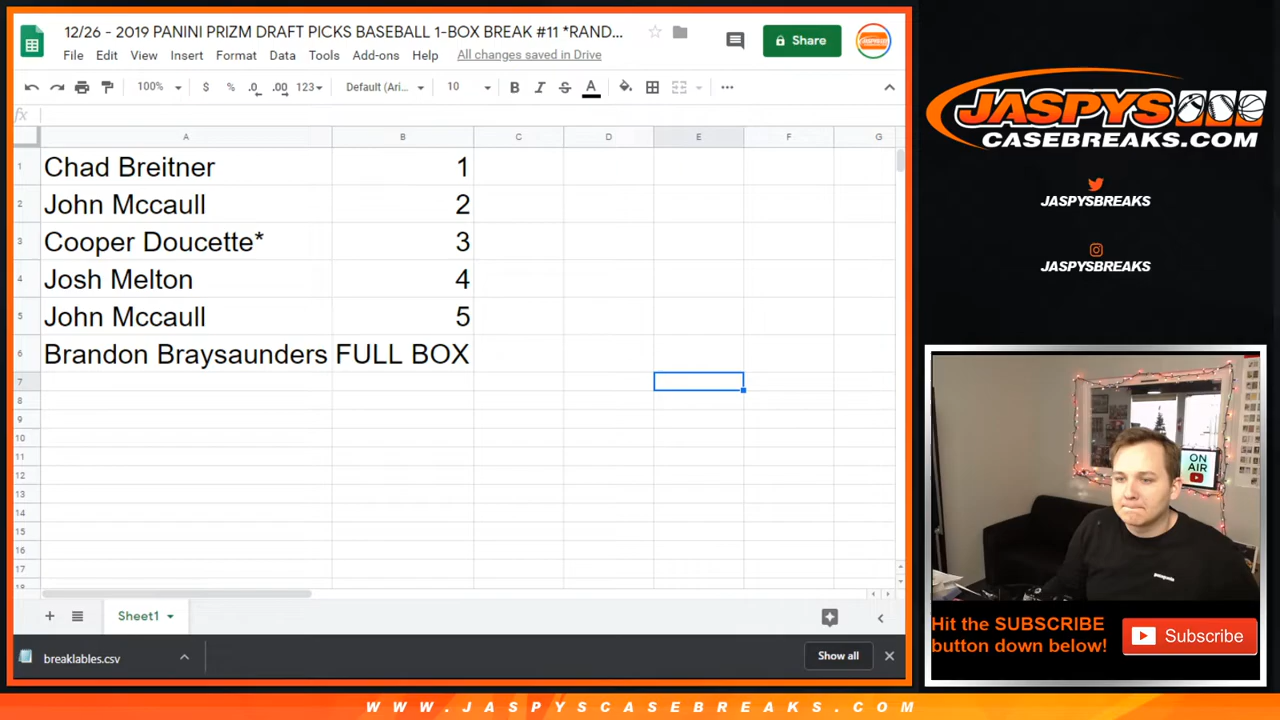 12/26 - 2019 PANINI PRIZM DRAFT PICKS BASEBALL 1-BOX BREAK #11 *RAND...
File Edit View Insert Format Data Tools Add-ons Help All changes saved in Drive
Share
100% $ % .0 .00 123 Default (Ari... 10 B I S A
fx
A B C D E F G
1 Chad Breitner 1
2 John Mccaull 2
3 Cooper Doucette* 3
4 Josh Melton 4
5 John Mccaull 5
6 Brandon Braysaunders FULL BOX
7
8
9
10
11
12
13
14
15
16
17
18
Sheet1
breaklables.csv
Show all
JASPYS
CASEBREAKS.COM
JASPYSBREAKS
JASPYSBREAKS
ON
AIR
patagonia
Hit the SUBSCRIBE
button down below!
Subscribe
WWW.JASPYSCASEBREAKS.COM